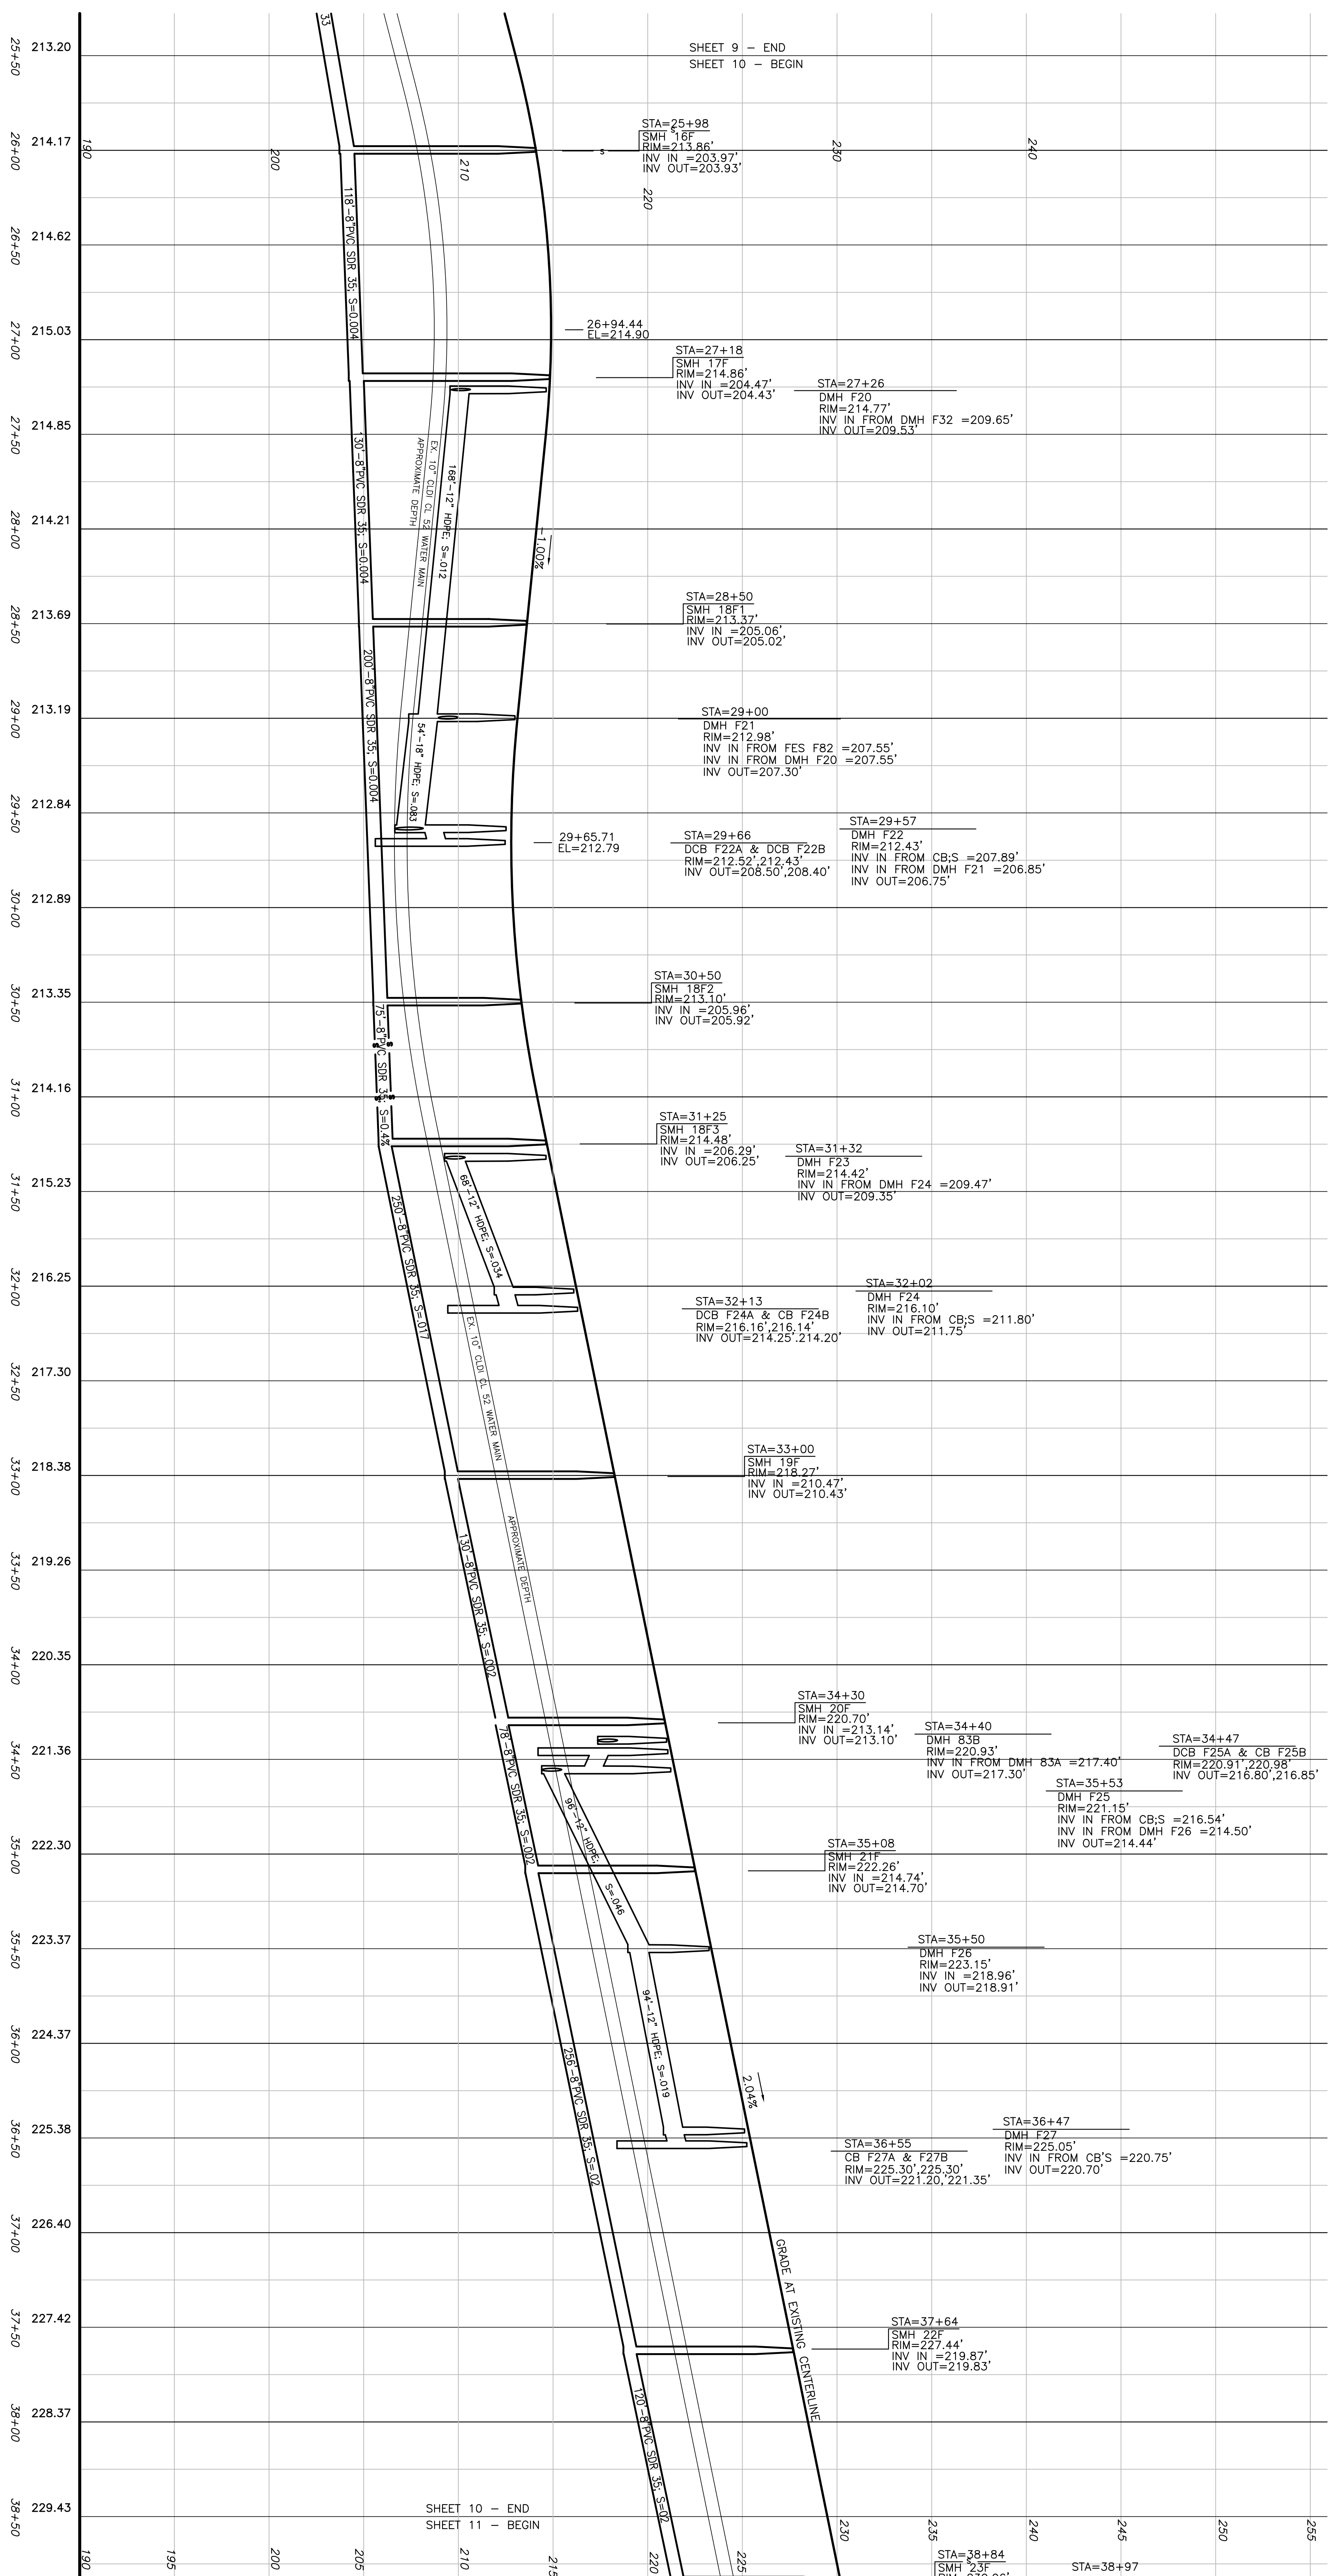 33
25+50 213.20
SHEET 9 - END
SHEET 10 - BEGIN
26+00 214.17
190
200
210
220
230
240
STA=25+98
S
SMH 16F
RIM=213.86'
INV IN =203.97'
INV OUT=203.93'
S
118'-8"PVC SDR 35; S=0.004
26+50 214.62
27+00 215.03
26+94.44
EL=214.90
STA=27+18
SMH 17F
RIM=214.86'
INV IN =204.47'
INV OUT=204.43'
STA=27+26
DMH F20
RIM=214.77'
INV IN FROM DMH F32 =209.65'
INV OUT=209.53'
27+50 214.85
130'-8"PVC SDR 35; S=0.004
EX. 10" CLDI CL 52 WATER MAIN
APPROXIMATE DEPTH
168'-12" HDPE; S=.012
28+00 214.21
-1.00%
28+50 213.69
STA=28+50
SMH 18F1
RIM=213.37'
INV IN =205.06'
INV OUT=205.02'
200'-8"PVC SDR 35; S=0.004
29+00 213.19
STA=29+00
DMH F21
RIM=212.98'
INV IN FROM FES F82 =207.55'
INV IN FROM DMH F20 =207.55'
INV OUT=207.30'
54'-18" HDPE; S=.083
29+50 212.84
29+65.71
EL=212.79
STA=29+66
DCB F22A & DCB F22B
RIM=212.52',212.43'
INV OUT=208.50',208.40'
STA=29+57
DMH F22
RIM=212.43'
INV IN FROM CB;S =207.89'
INV IN FROM DMH F21 =206.85'
INV OUT=206.75'
30+00 212.89
30+50 213.35
STA=30+50
SMH 18F2
RIM=213.10'
INV IN =205.96'
INV OUT=205.92'
75'-8"PVC SDR 35; S=0.4%
S
S
S
S
31+00 214.16
STA=31+25
SMH 18F3
RIM=214.48'
INV IN =206.29'
INV OUT=206.25'
STA=31+32
DMH F23
RIM=214.42'
INV IN FROM DMH F24 =209.47'
INV OUT=209.35'
31+50 215.23
250'-8"PVC SDR 35; S=.017
68'-12" HDPE; S=.034
32+00 216.25
STA=32+13
DCB F24A & CB F24B
RIM=216.16',216.14'
INV OUT=214.25'.214.20'
STA=32+02
DMH F24
RIM=216.10'
INV IN FROM CB;S =211.80'
INV OUT=211.75'
EX. 10" CLDI CL 52 WATER MAIN
32+50 217.30
33+00 218.38
STA=33+00
SMH 19F
RIM=218.27'
INV IN =210.47'
INV OUT=210.43'
APPROXIMATE DEPTH
33+50 219.26
130'-8'PVC SDR 35; S=.002
34+00 220.35
STA=34+30
SMH 20F
RIM=220.70'
INV IN =213.14'
INV OUT=213.10'
STA=34+40
DMH 83B
RIM=220.93'
INV IN FROM DMH 83A =217.40'
INV OUT=217.30'
STA=34+47
DCB F25A & CB F25B
RIM=220.91',220.98'
INV OUT=216.80',216.85'
34+50 221.36
78'-8"PVC SDR 35; S=.002
STA=35+53
DMH F25
RIM=221.15'
INV IN FROM CB;S =216.54'
INV IN FROM DMH F26 =214.50'
INV OUT=214.44'
96'-12" HDPE; S=.046
35+00 222.30
STA=35+08
SMH 21F
RIM=222.26'
INV IN =214.74'
INV OUT=214.70'
35+50 223.37
STA=35+50
DMH F26
RIM=223.15'
INV IN =218.96'
INV OUT=218.91'
94'-12" HDPE; S=.019
36+00 224.37
256'-8"PVC SDR 35; S=.02
2.04%
36+50 225.38
STA=36+47
DMH F27
RIM=225.05'
INV IN FROM CB'S =220.75'
INV OUT=220.70'
STA=36+55
CB F27A & F27B
RIM=225.30',225.30'
INV OUT=221.20,'221.35'
37+00 226.40
GRADE AT EXISTING CENTERLINE
37+50 227.42
STA=37+64
SMH 22F
RIM=227.44'
INV IN =219.87'
INV OUT=219.83'
38+00 228.37
120'-8"PVC SDR 35; S=02
38+50 229.43
SHEET 10 - END
SHEET 11 - BEGIN
190
195
200
205
210
215
220
225
230
235
240
245
250
255
STA=38+84
S
SMH 23F
STA=38+97